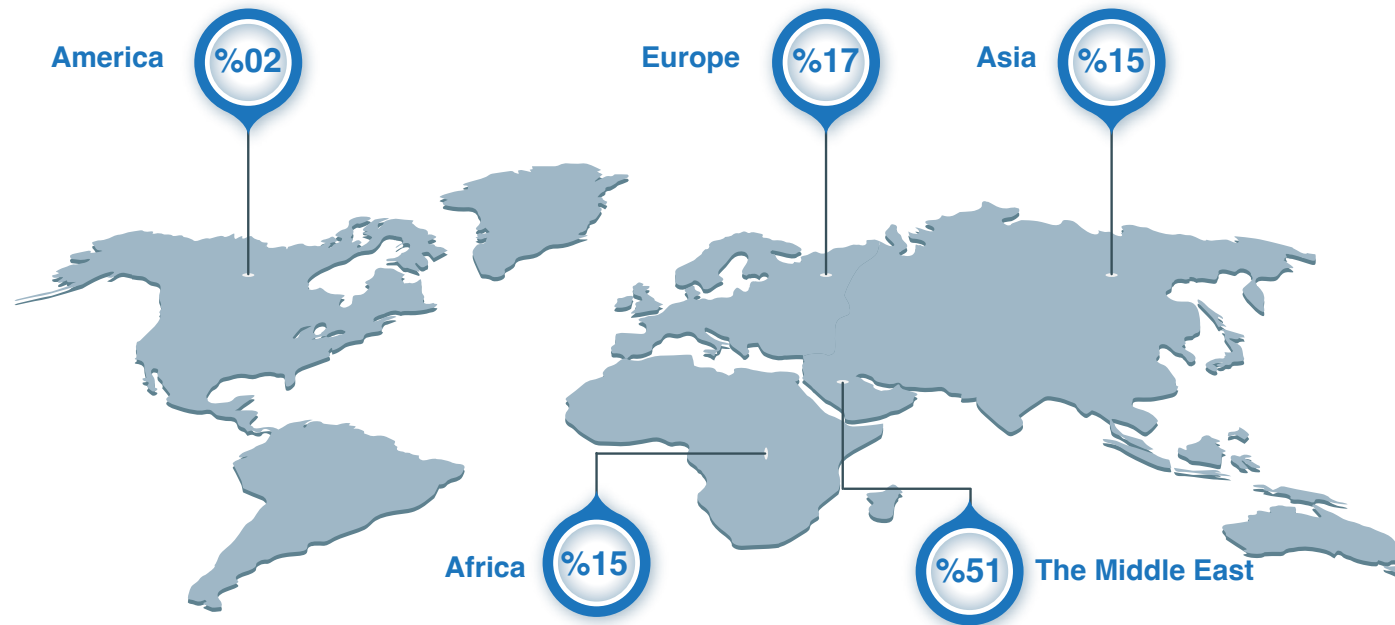 America
%02
Europe
%17
Asia
%15
Africa
%15
%51
The Middle East